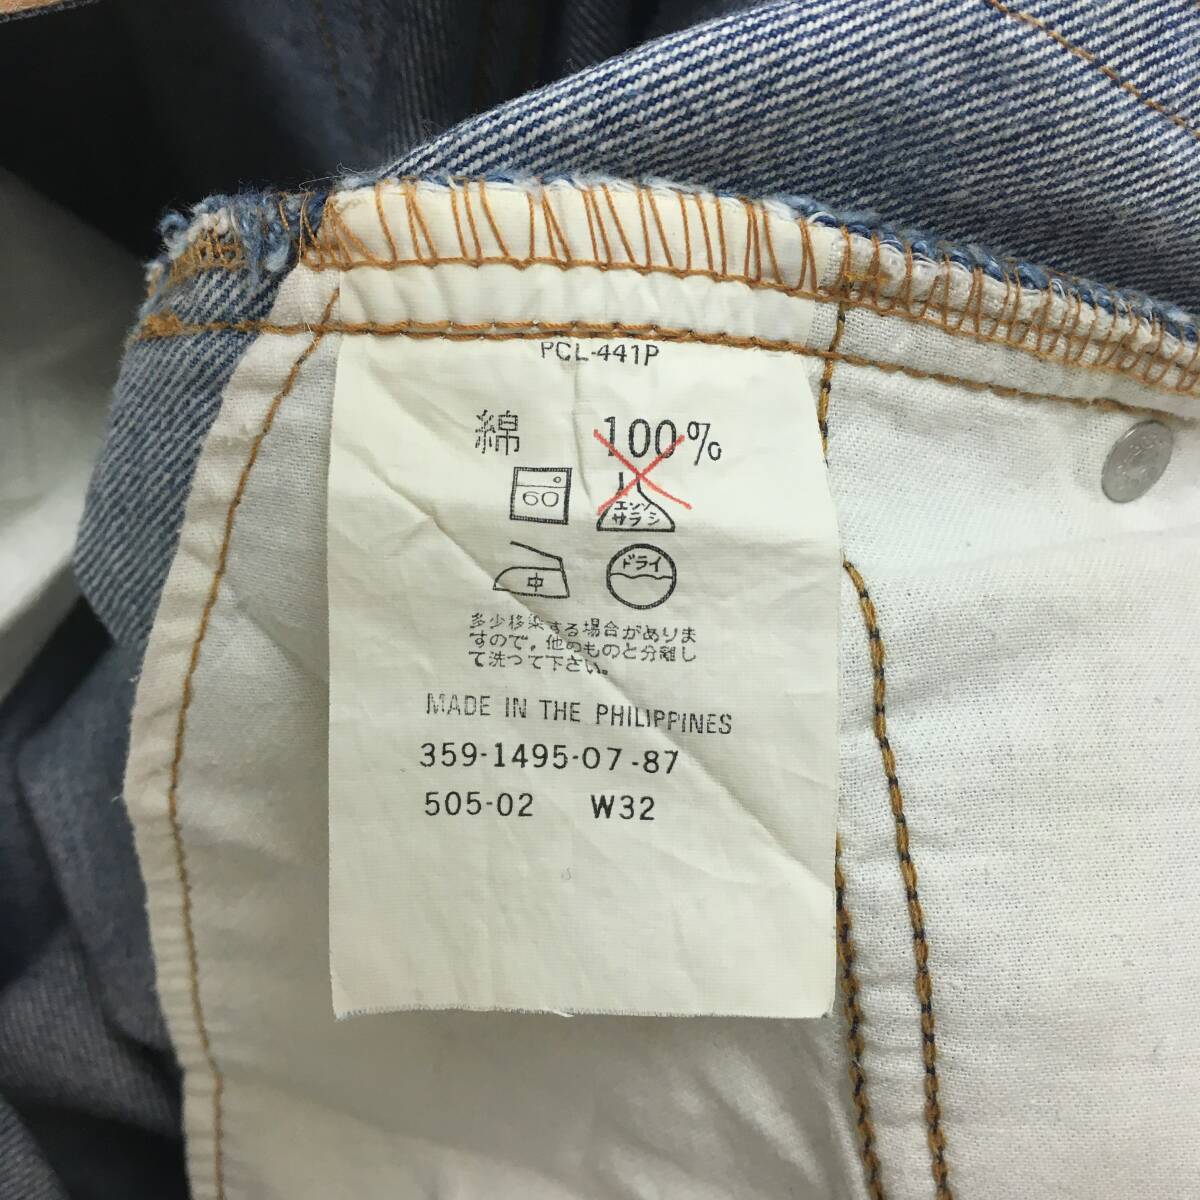 PCL-441P
綿 100%
60
エンソ
サラシ
中
ドライ
多少移染する場合がありま
すので，他のものと分離し
て洗つて下さい。
MADE IN THE PHILIPPINES
359-1495-07-87
505-02 W32